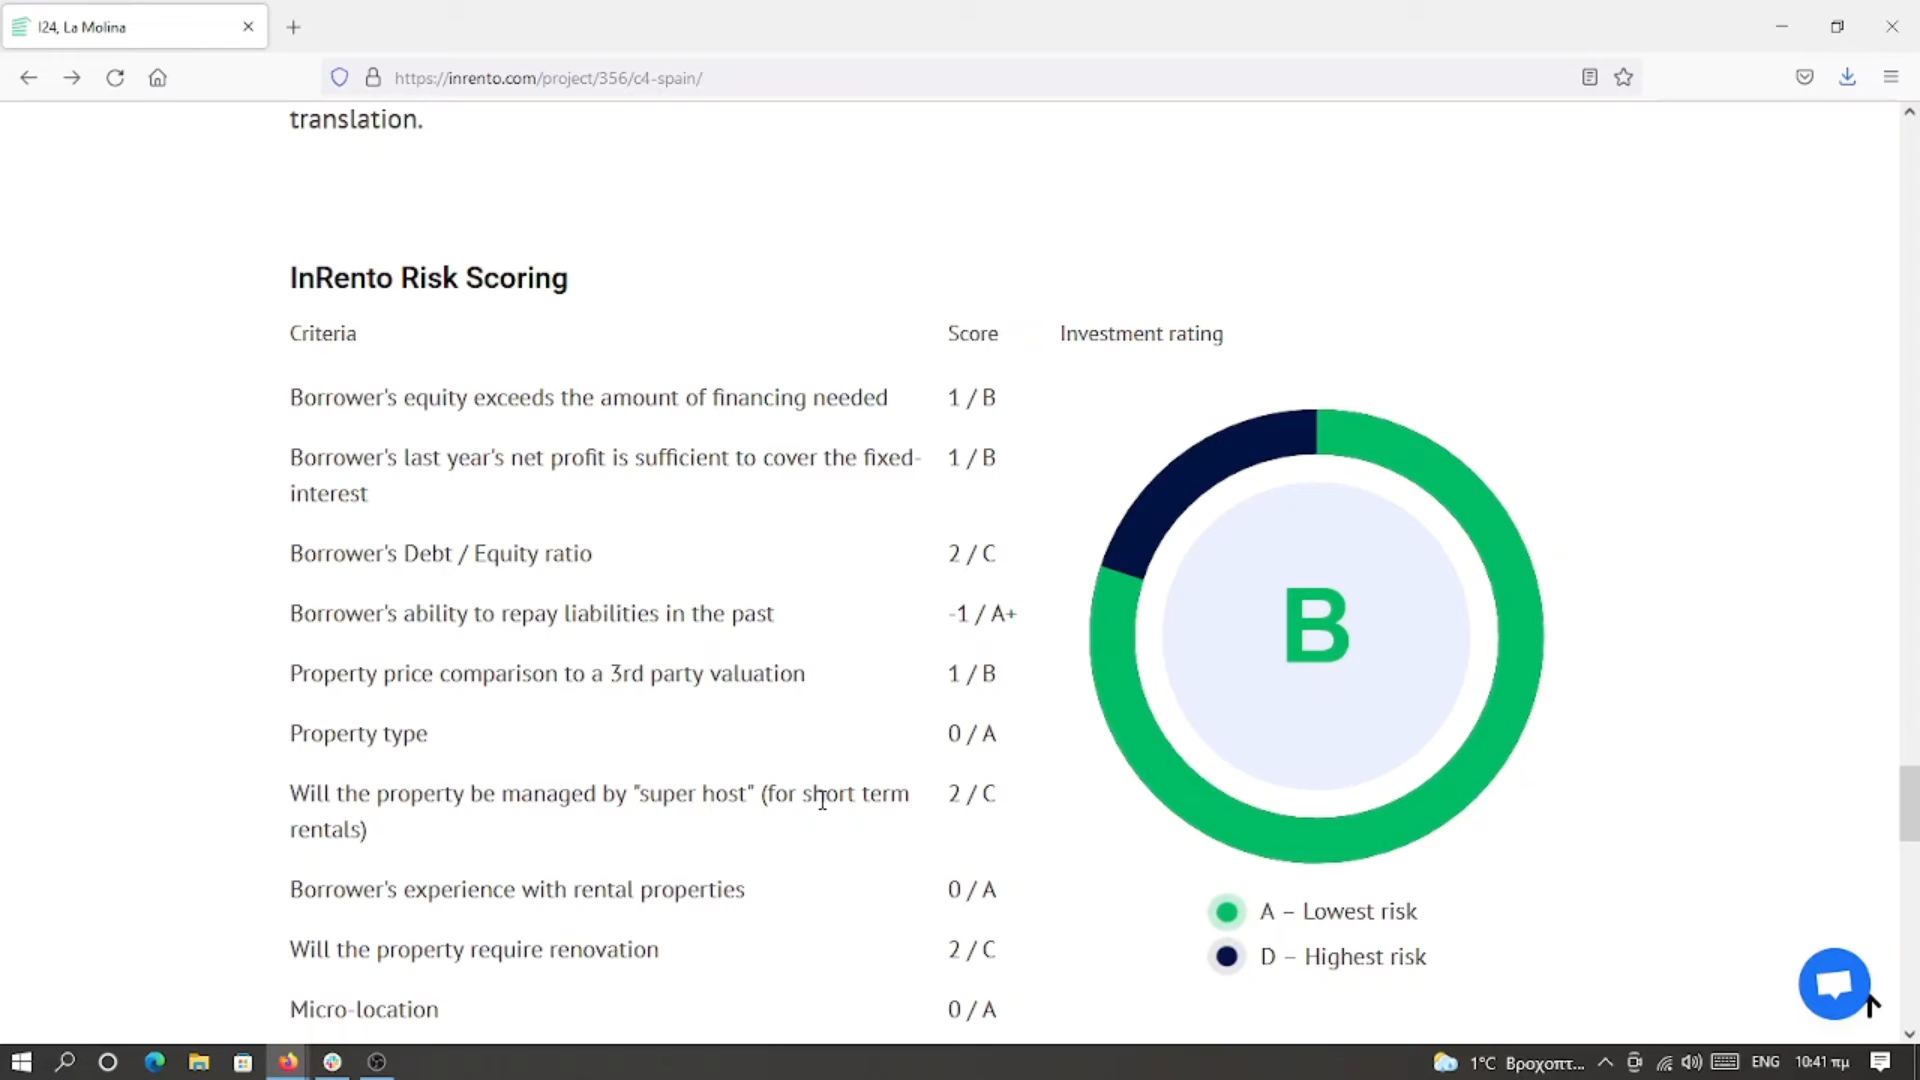 I24, La Molina
https://inrento.com/project/356/c4-spain/
translation.
InRento Risk Scoring
Criteria Score Investment rating
Borrower's equity exceeds the amount of financing needed 1 / B
Borrower's last year's net profit is sufficient to cover the fixed- 1 / B
interest
Borrower's Debt / Equity ratio 2 / C
Borrower's ability to repay liabilities in the past -1 / A+
Property price comparison to a 3rd party valuation 1 / B
Property type 0 / A
Will the property be managed by "super host" (for short term 2 / C
rentals)
Borrower's experience with rental properties 0 / A
Will the property require renovation 2 / C
Micro-location 0 / A
B
A – Lowest risk
D – Highest risk
1°C Βροχοπτ... ENG 10:41 πμ